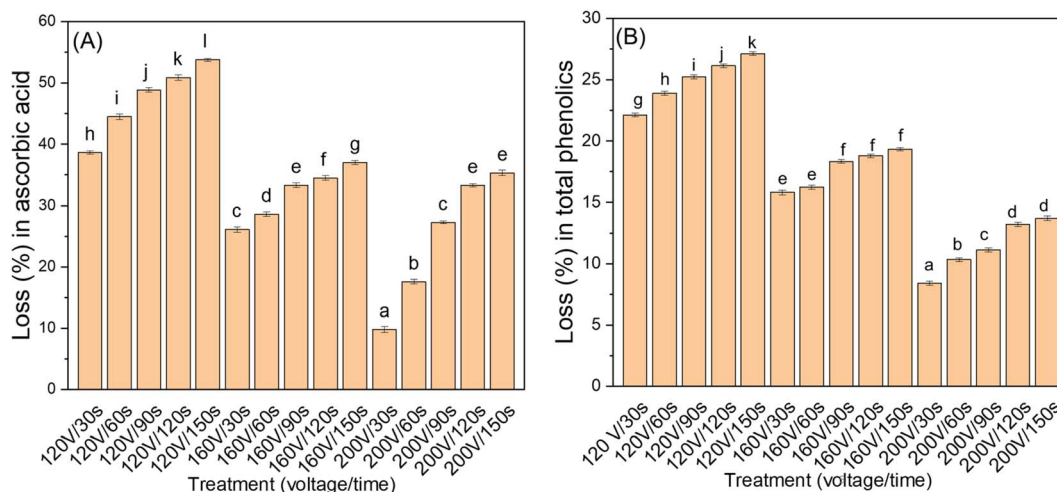 (A)
Loss (%) in ascorbic acid
60
50
40
30
20
10
0
h
i
j
k
l
c
d
e
f
g
a
b
c
e
e
120V/30s
120V/60s
120V/90s
120V/120s
120V/150s
160V/30s
160V/60s
160V/90s
160V/120s
160V/150s
200V/30s
200V/60s
200V/90s
200V/120s
200V/150s
Treatment (voltage/time)
(B)
Loss (%) in total phenolics
30
25
20
15
10
5
0
g
h
i
j
k
e
e
f
f
f
a
b
c
d
d
120 V/30s
120V/60s
120V/90s
120V/120s
120V/150s
160V/30s
160V/60s
160V/90s
160V/120s
160V/150s
200V/30s
200V/60s
200V/90s
200V/120s
200V/150s
Treatment (voltage/time)